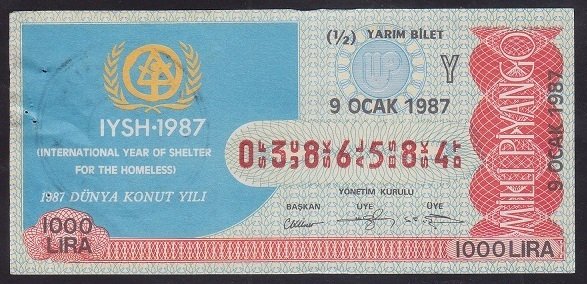 (½) YARIM BİLET
Y
9 OCAK 1987
IYSH·1987
(INTERNATIONAL YEAR OF SHELTER
FOR THE HOMELESS)
1987 DÜNYA KONUT YILI
0 3 8 6 5 8 4
YÖNETİM KURULU
BAŞKAN ÜYE ÜYE
1000
LIRA
1000 LIRA
MİLLİ PİYANGO
9 OCAK 1987